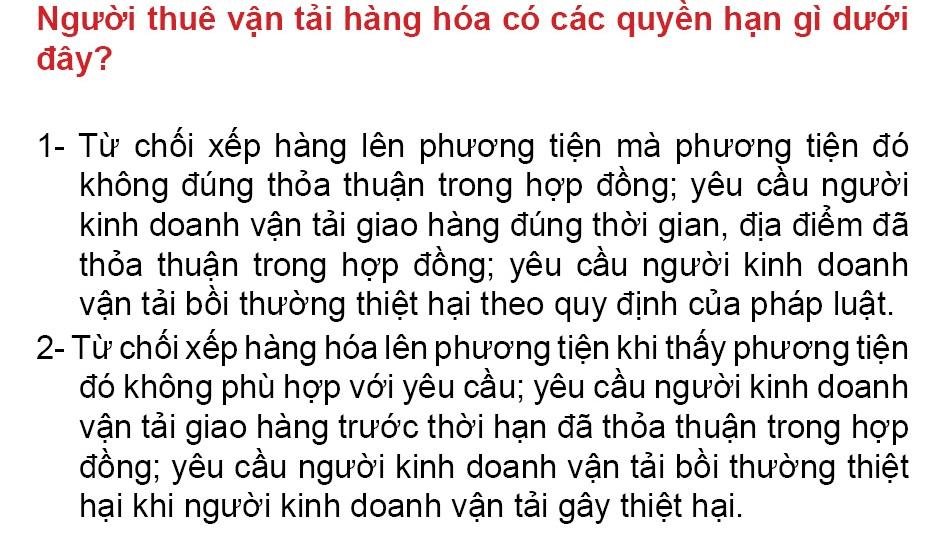 Người thuê vận tải hàng hóa có các quyền hạn gì dưới
đây?
1- Từ chối xếp hàng lên phương tiện mà phương tiện đó
không đúng thỏa thuận trong hợp đồng; yêu cầu người
kinh doanh vận tải giao hàng đúng thời gian, địa điểm đã
thỏa thuận trong hợp đồng; yêu cầu người kinh doanh
vận tải bồi thường thiệt hại theo quy định của pháp luật.
2- Từ chối xếp hàng hóa lên phương tiện khi thấy phương tiện
đó không phù hợp với yêu cầu; yêu cầu người kinh doanh
vận tải giao hàng trước thời hạn đã thỏa thuận trong hợp
đồng; yêu cầu người kinh doanh vận tải bồi thường thiệt
hại khi người kinh doanh vận tải gây thiệt hại.